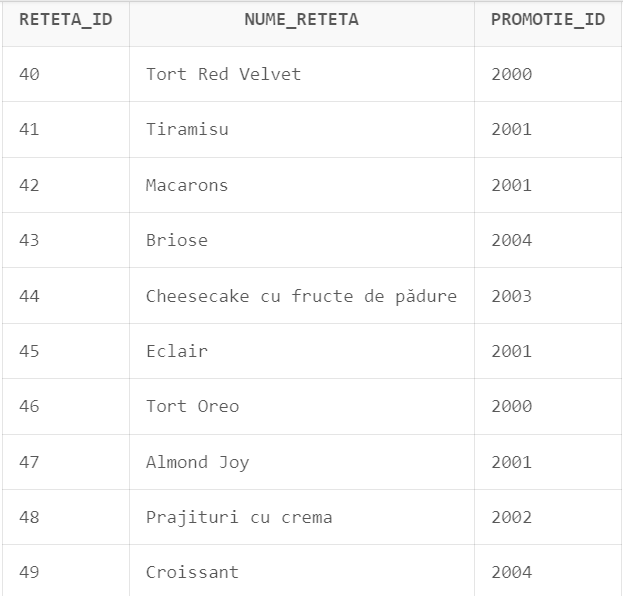 RETETA_ID NUME_RETETA PROMOTIE_ID
40 Tort Red Velvet 2000
41 Tiramisu 2001
42 Macarons 2001
43 Briose 2004
44 Cheesecake cu fructe de pădure 2003
45 Eclair 2001
46 Tort Oreo 2000
47 Almond Joy 2001
48 Prajituri cu crema 2002
49 Croissant 2004